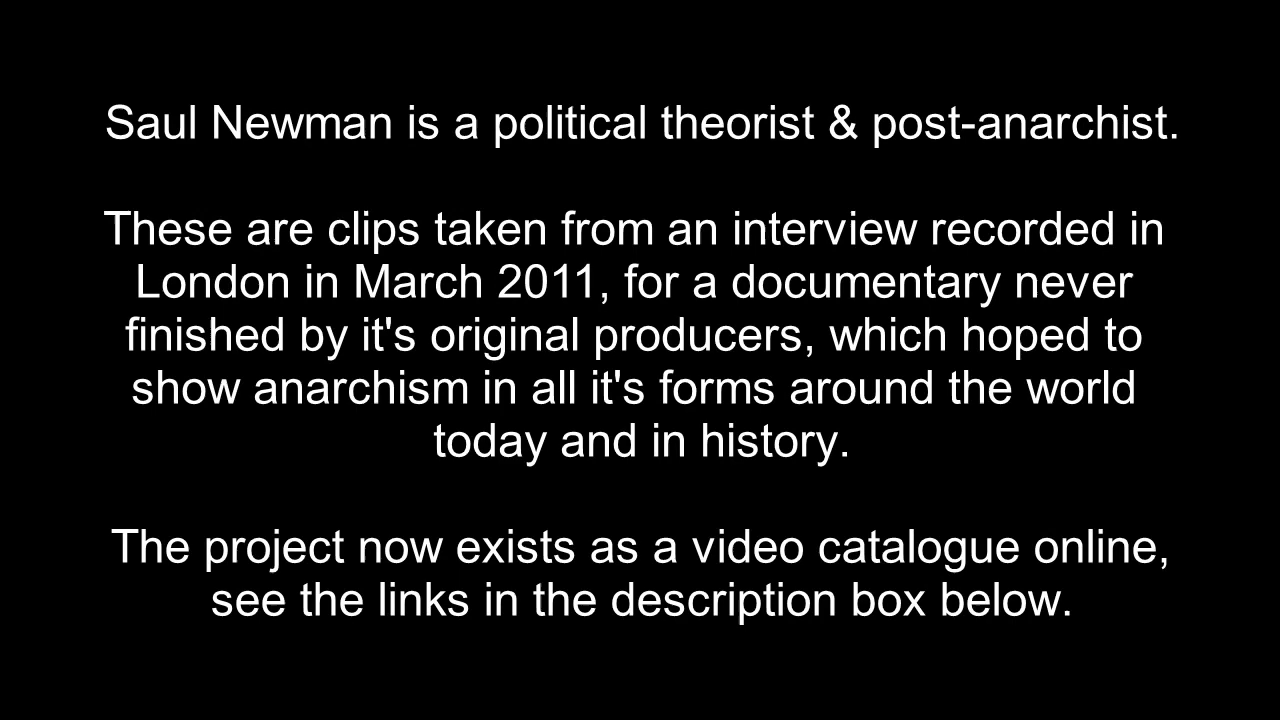 Saul Newman is a political theorist & post-anarchist.
These are clips taken from an interview recorded in
London in March 2011, for a documentary never
finished by it's original producers, which hoped to
show anarchism in all it's forms around the world
today and in history.
The project now exists as a video catalogue online,
see the links in the description box below.